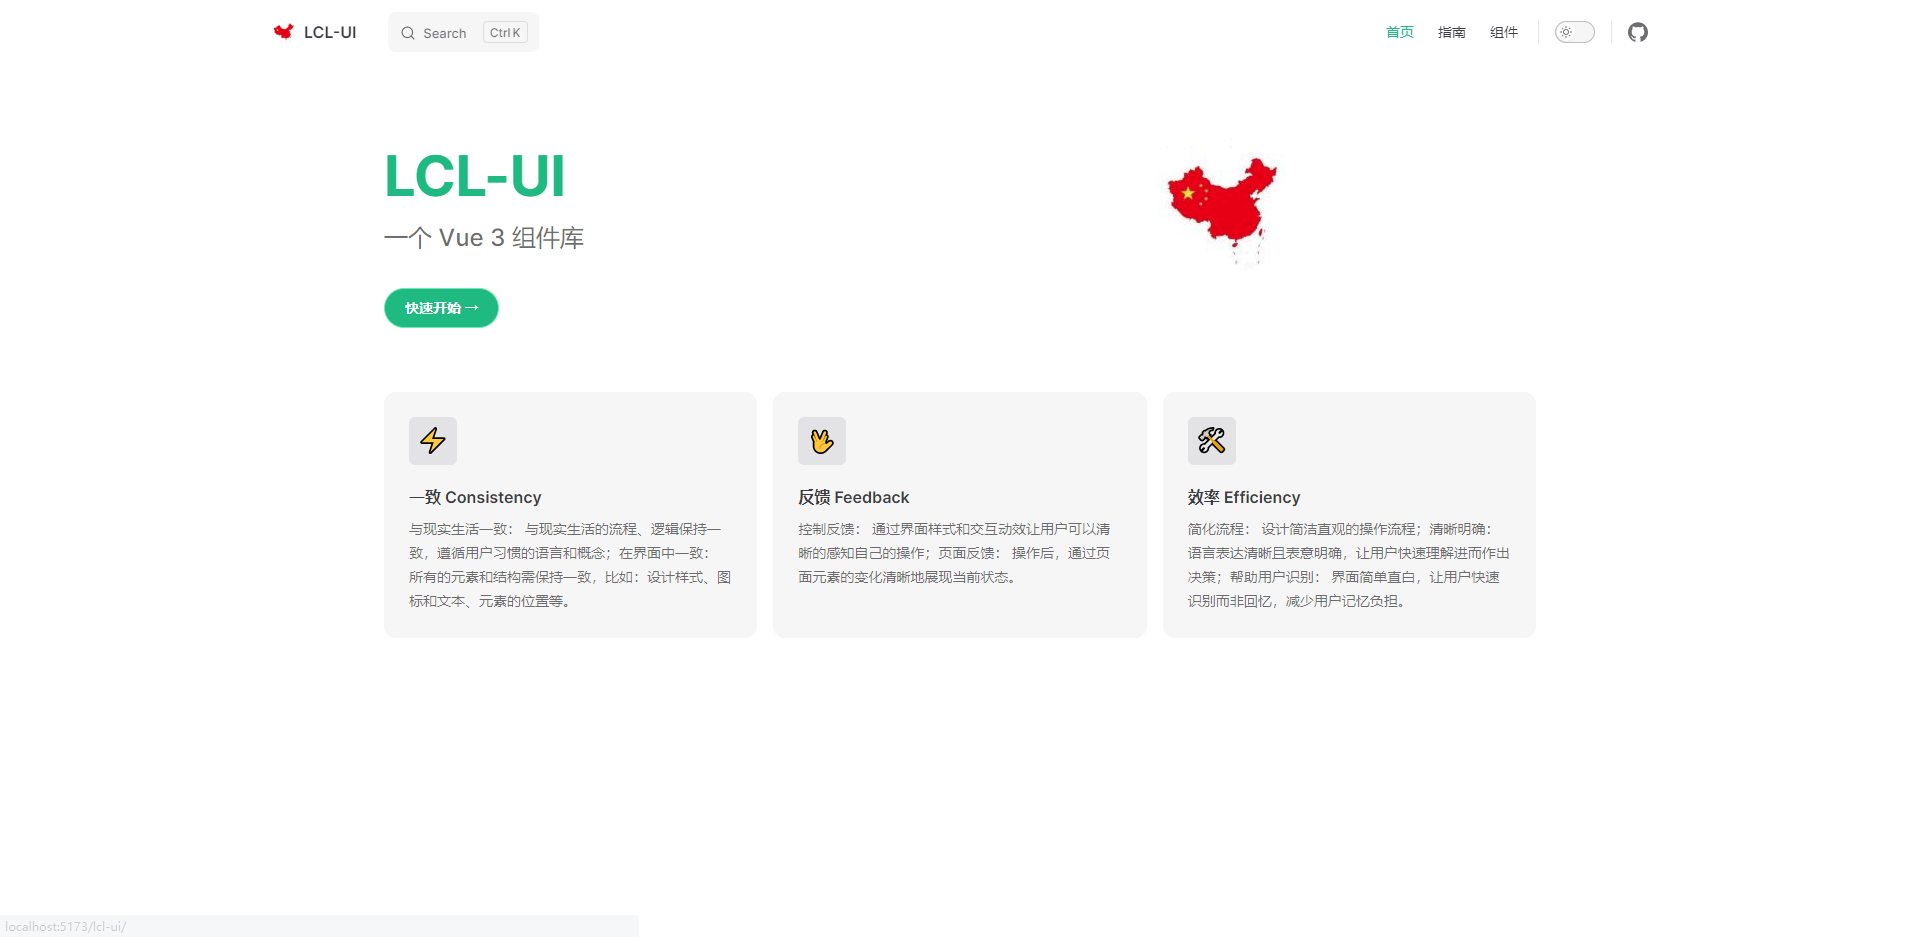 LCL-UI
Search
Ctrl K
首页
指南
组件
LCL-UI
一个 Vue 3 组件库
快速开始 →
一致 Consistency
与现实生活一致： 与现实生活的流程、逻辑保持一
致，遵循用户习惯的语言和概念；在界面中一致：
所有的元素和结构需保持一致，比如：设计样式、图
标和文本、元素的位置等。
反馈 Feedback
控制反馈： 通过界面样式和交互动效让用户可以清
晰的感知自己的操作；页面反馈： 操作后，通过页
面元素的变化清晰地展现当前状态。
效率 Efficiency
简化流程： 设计简洁直观的操作流程；清晰明确：
语言表达清晰且表意明确，让用户快速理解进而作出
决策；帮助用户识别： 界面简单直白，让用户快速
识别而非回忆，减少用户记忆负担。
localhost:5173/lcl-ui/